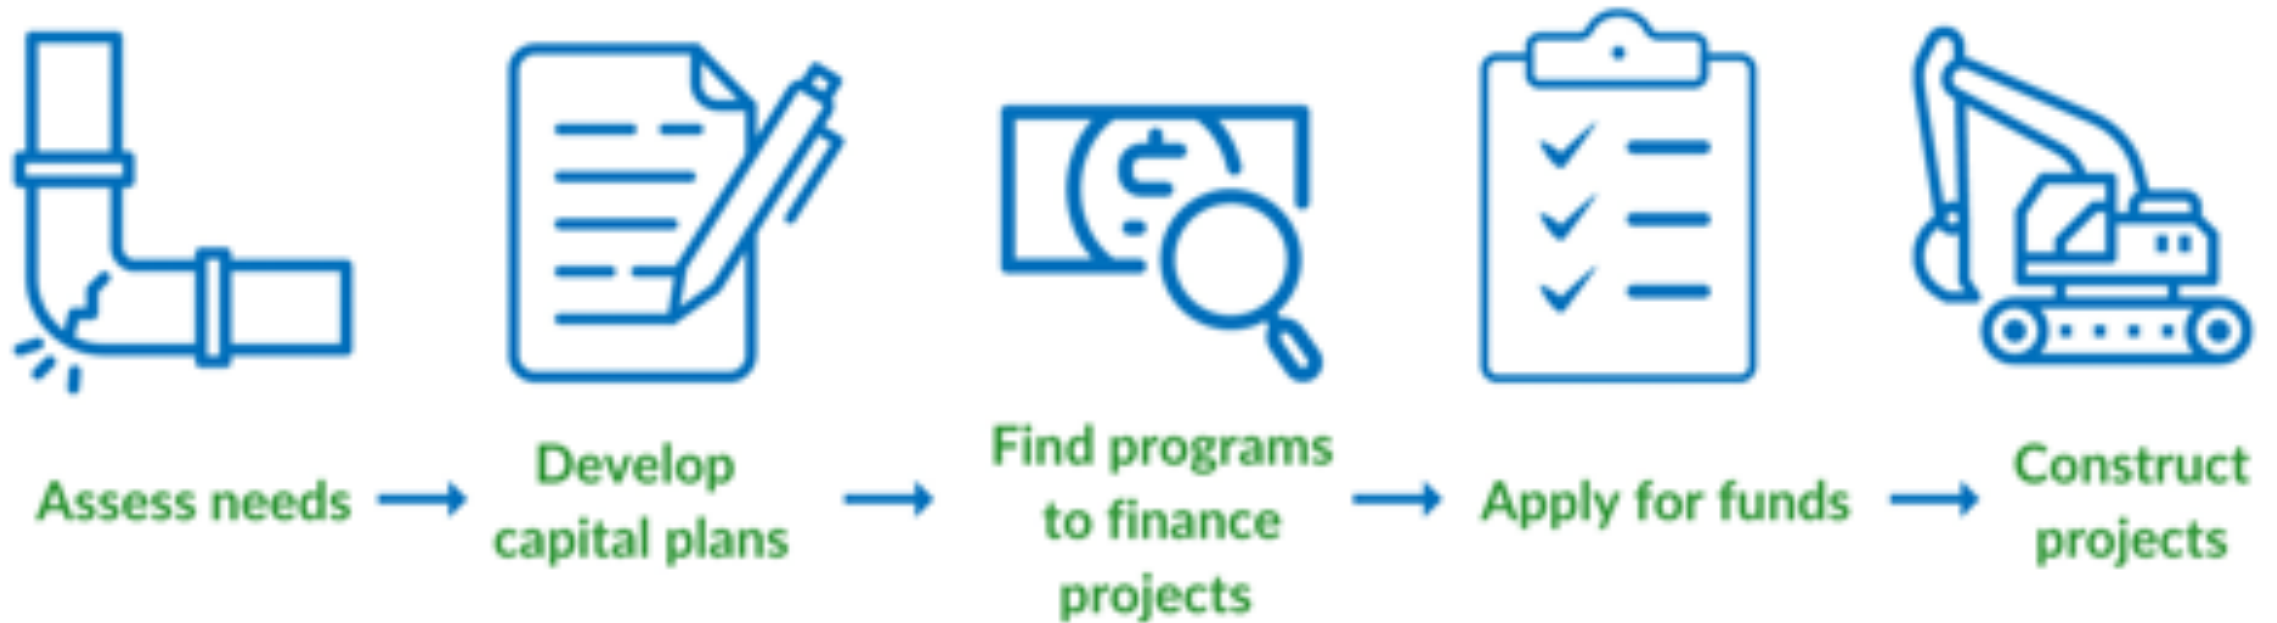 Assess needs
Develop
capital plans
Find programs
to finance
projects
Apply for funds
Construct
projects